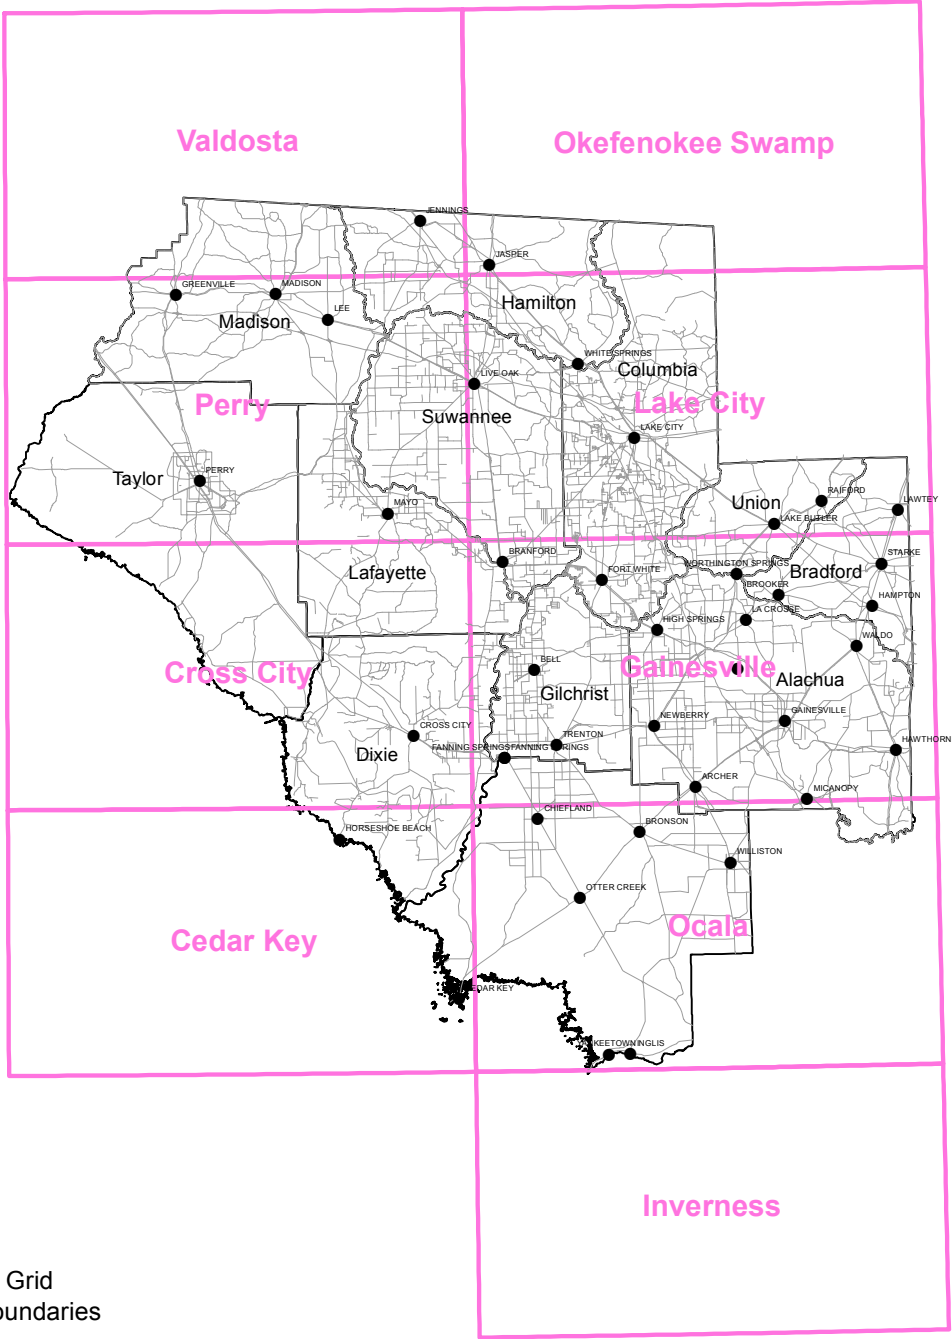 Valdosta
Okefenokee Swamp
JENNINGS
JASPER
GREENVILLE
MADISON
Hamilton
LEE
Madison
WHITE SPRINGS
Columbia
LIVE OAK
Perry
Lake City
Suwannee
LAKE CITY
PERRY
Taylor
RAIFORD
MAYO
Union
LAWTEY
LAKE BUTLER
BRANFORD
STARKE
WORTHINGTON SPRINGS
Lafayette
FORT WHITE
Bradford
BROOKER
HAMPTON
LA CROSSE
HIGH SPRINGS
WALDO
BELL
Cross City
Gainesville
Alachua
Gilchrist
GAINESVILLE
NEWBERRY
CROSS CITY
TRENTON
FANNING SPRINGS
FANNING SPRINGS
HAWTHORN
Dixie
ARCHER
MICANOPY
CHIEFLAND
BRONSON
HORSESHOE BEACH
WILLISTON
OTTER CREEK
Ocala
Cedar Key
EDAR KEY
KEETOWN
INGLIS
Inverness
Grid
oundaries